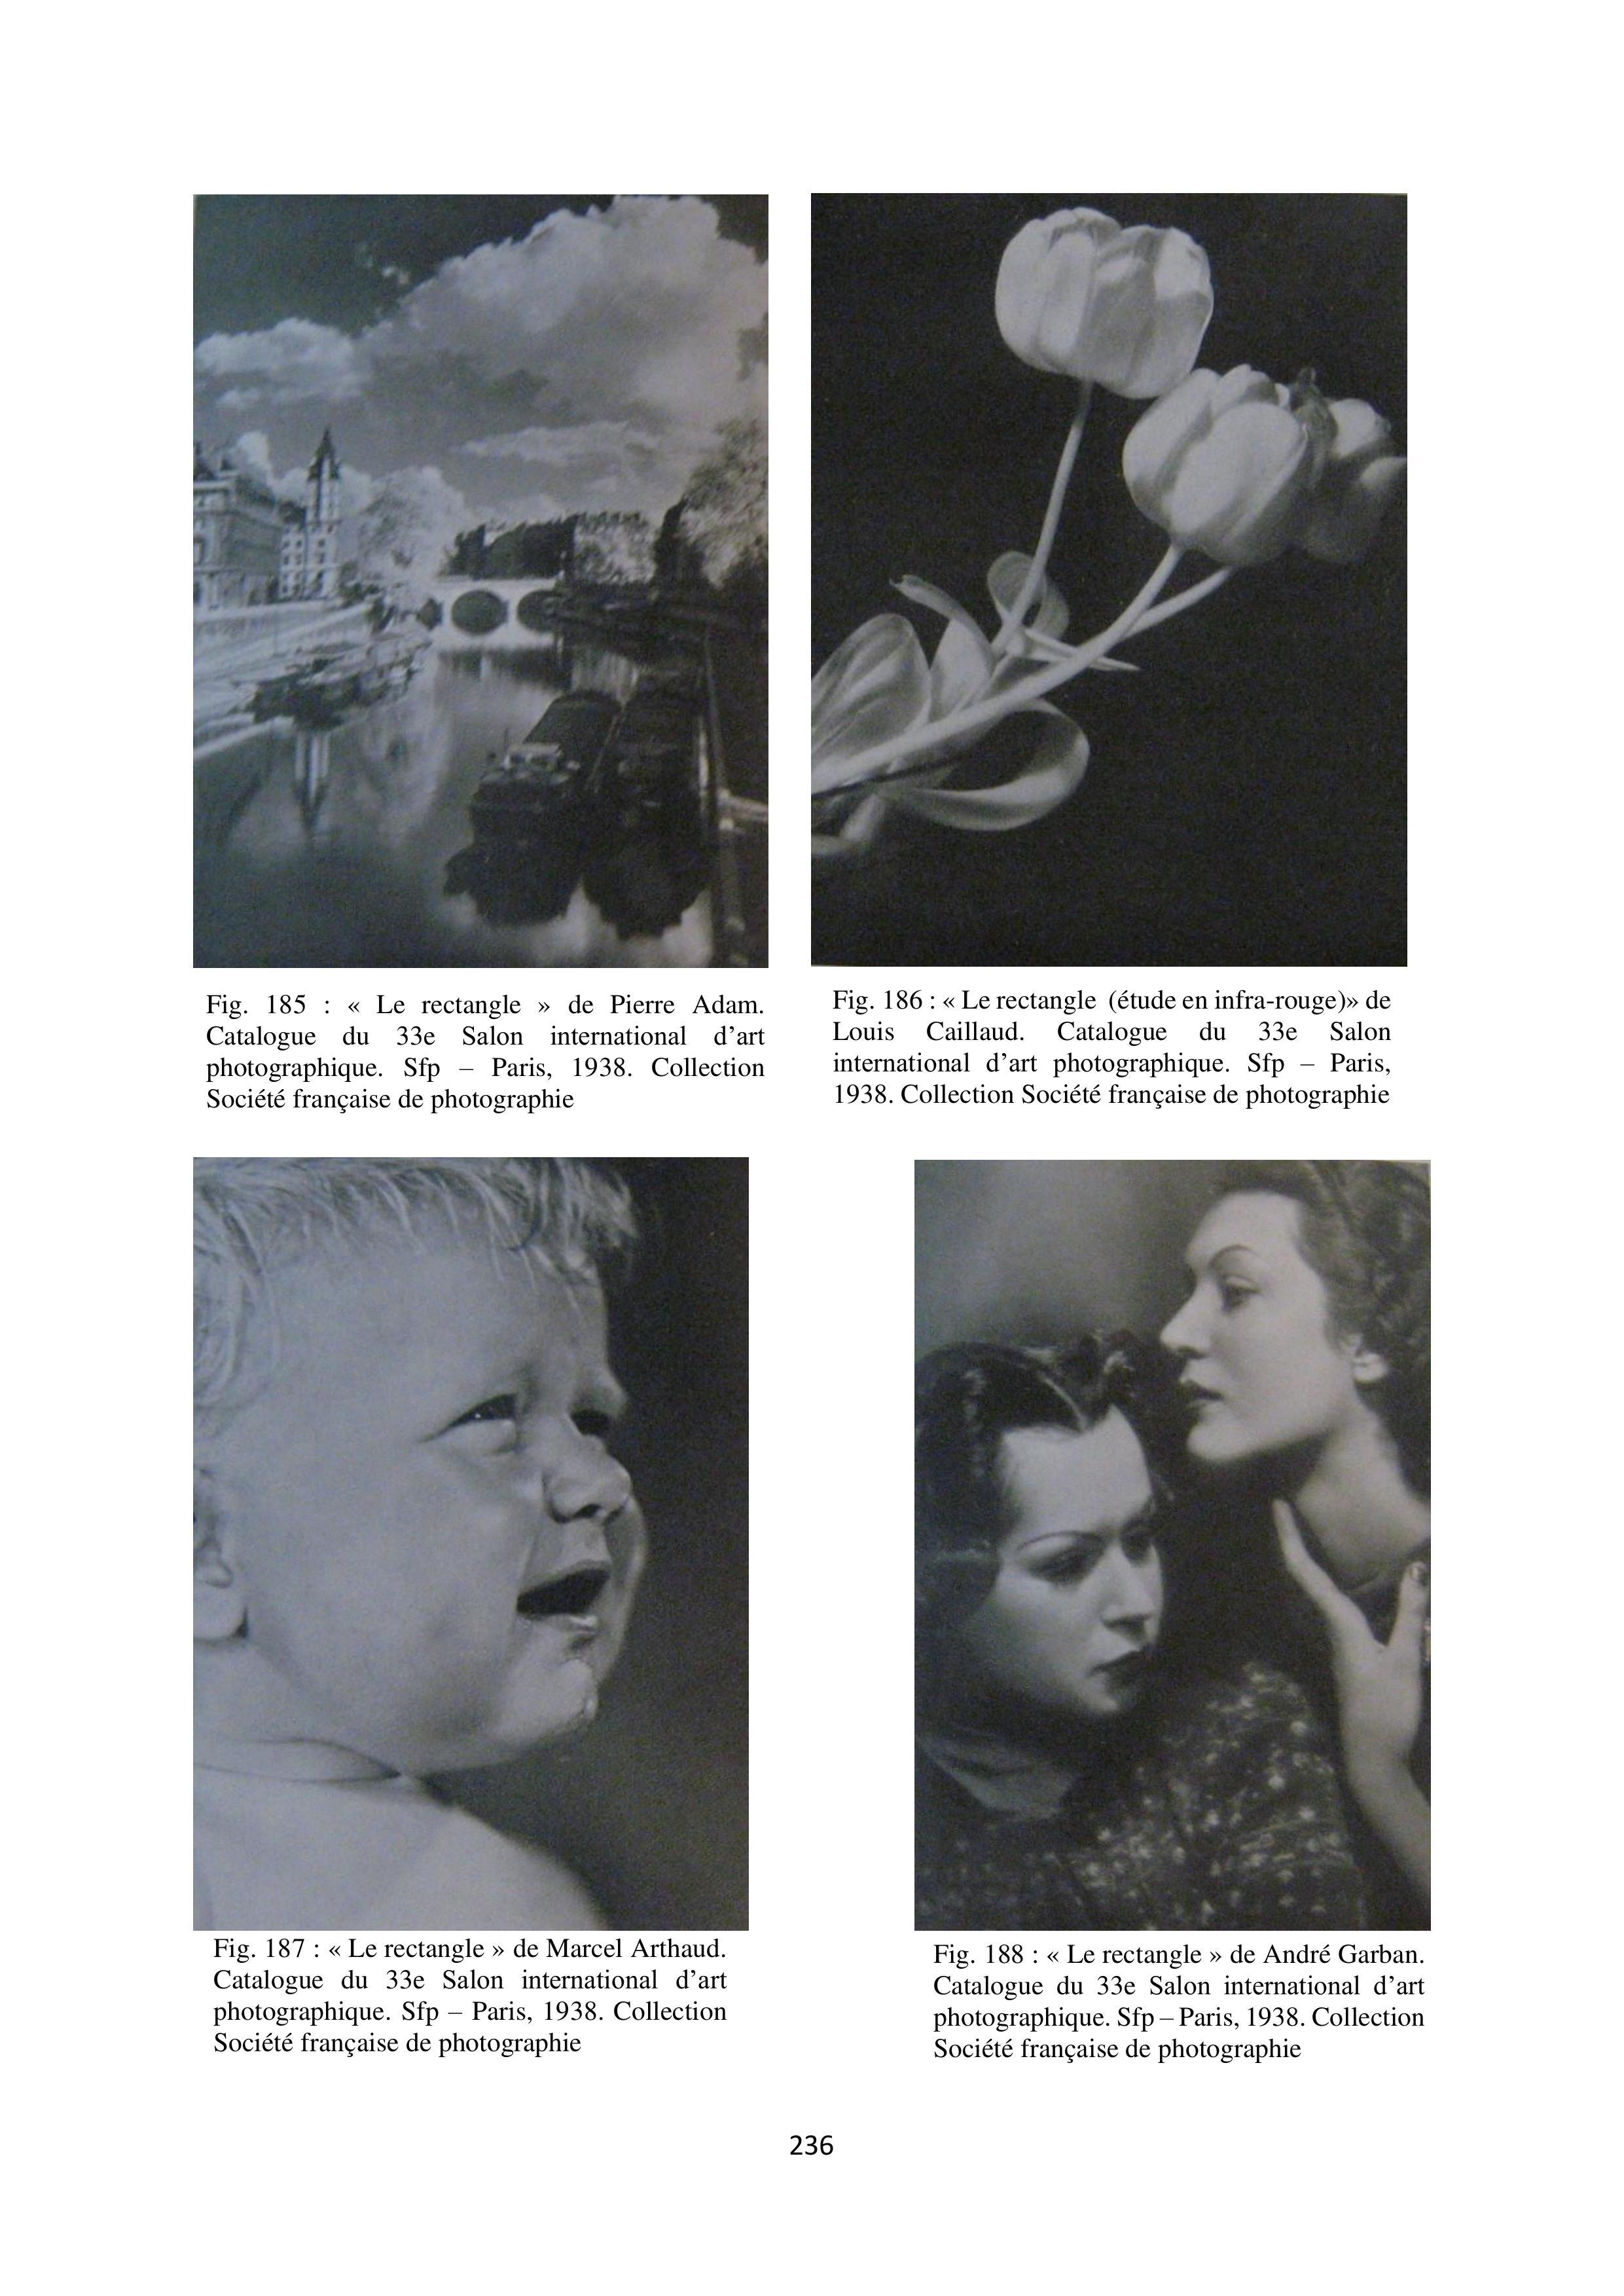 Fig. 185 : « Le rectangle » de Pierre Adam.
Catalogue du 33e Salon international d’art
photographique. Sfp – Paris, 1938. Collection
Société française de photographie
Fig. 186 : « Le rectangle (étude en infra-rouge)» de
Louis Caillaud. Catalogue du 33e Salon
international d’art photographique. Sfp – Paris,
1938. Collection Société française de photographie
Fig. 187 : « Le rectangle » de Marcel Arthaud.
Catalogue du 33e Salon international d’art
photographique. Sfp – Paris, 1938. Collection
Société française de photographie
Fig. 188 : « Le rectangle » de André Garban.
Catalogue du 33e Salon international d’art
photographique. Sfp – Paris, 1938. Collection
Société française de photographie
236